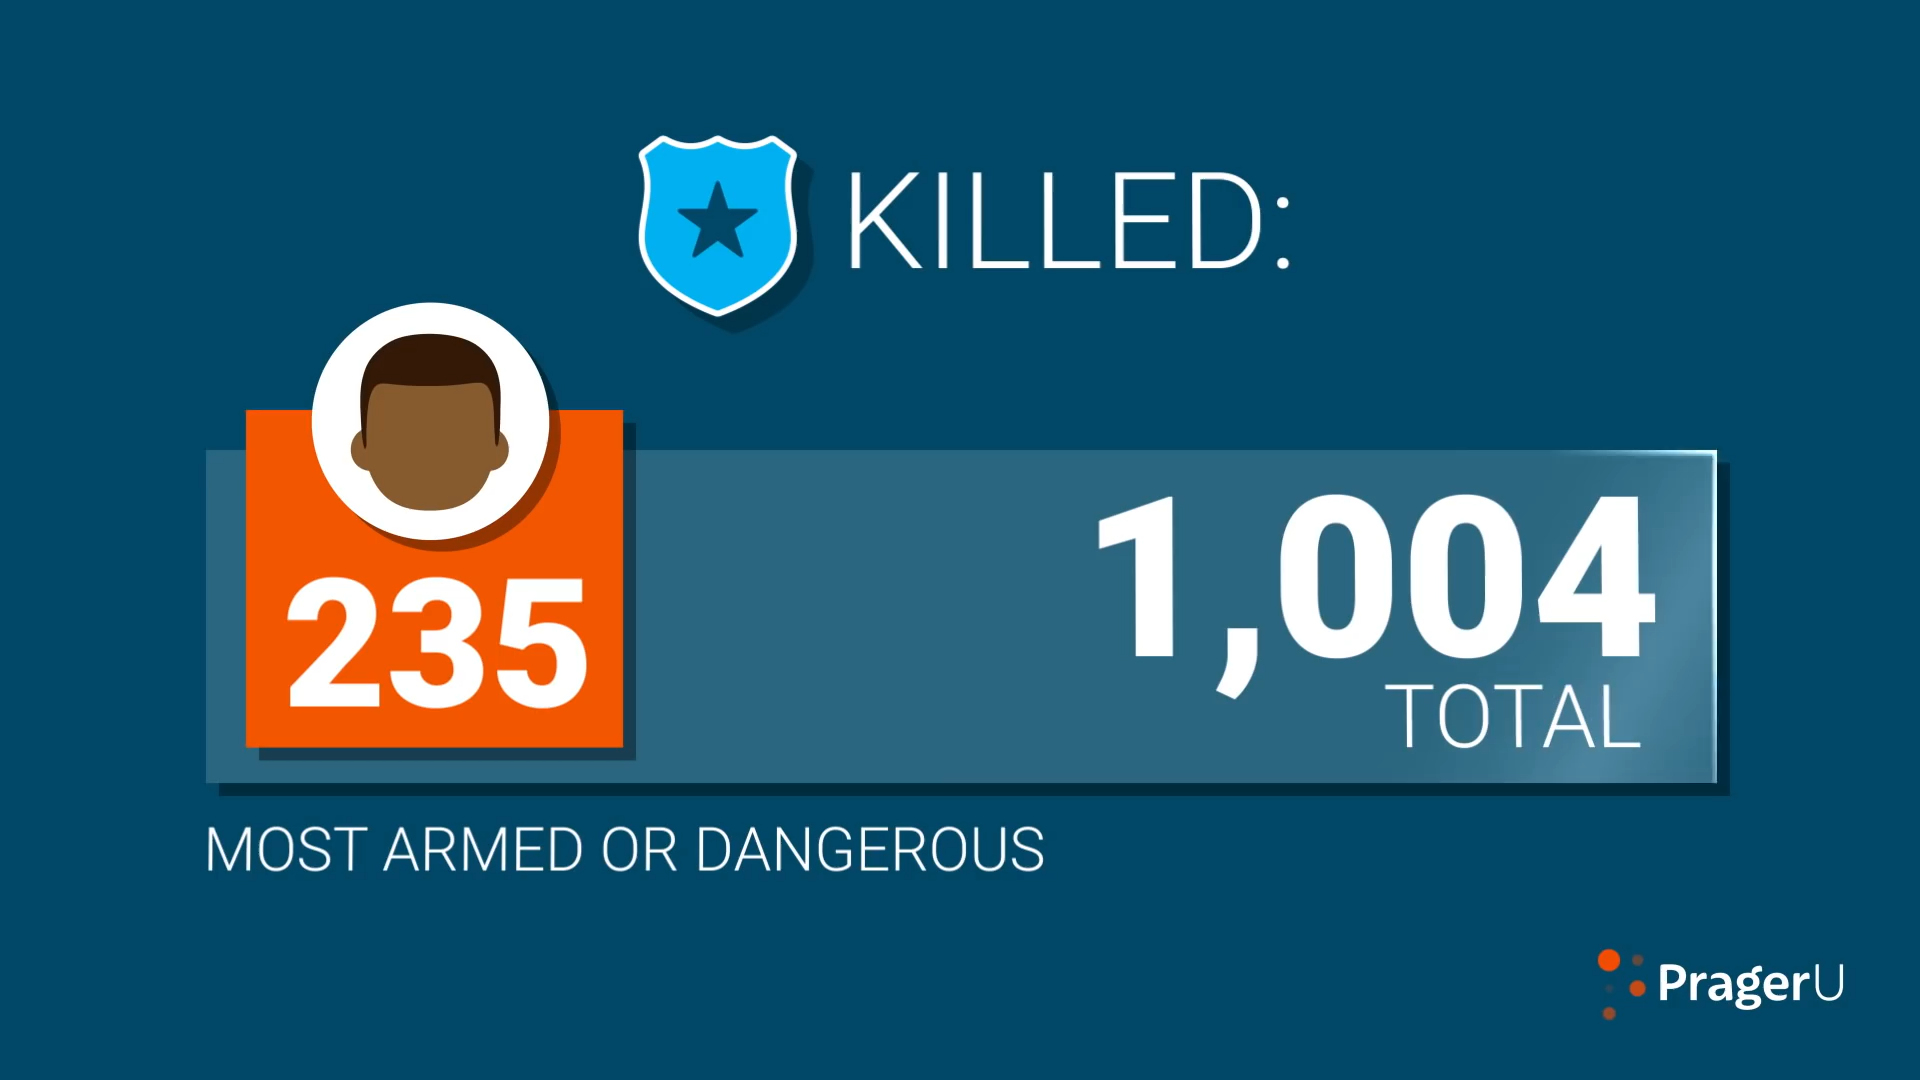 KILLED:
235
1,004
TOTAL
MOST ARMED OR DANGEROUS
PragerU